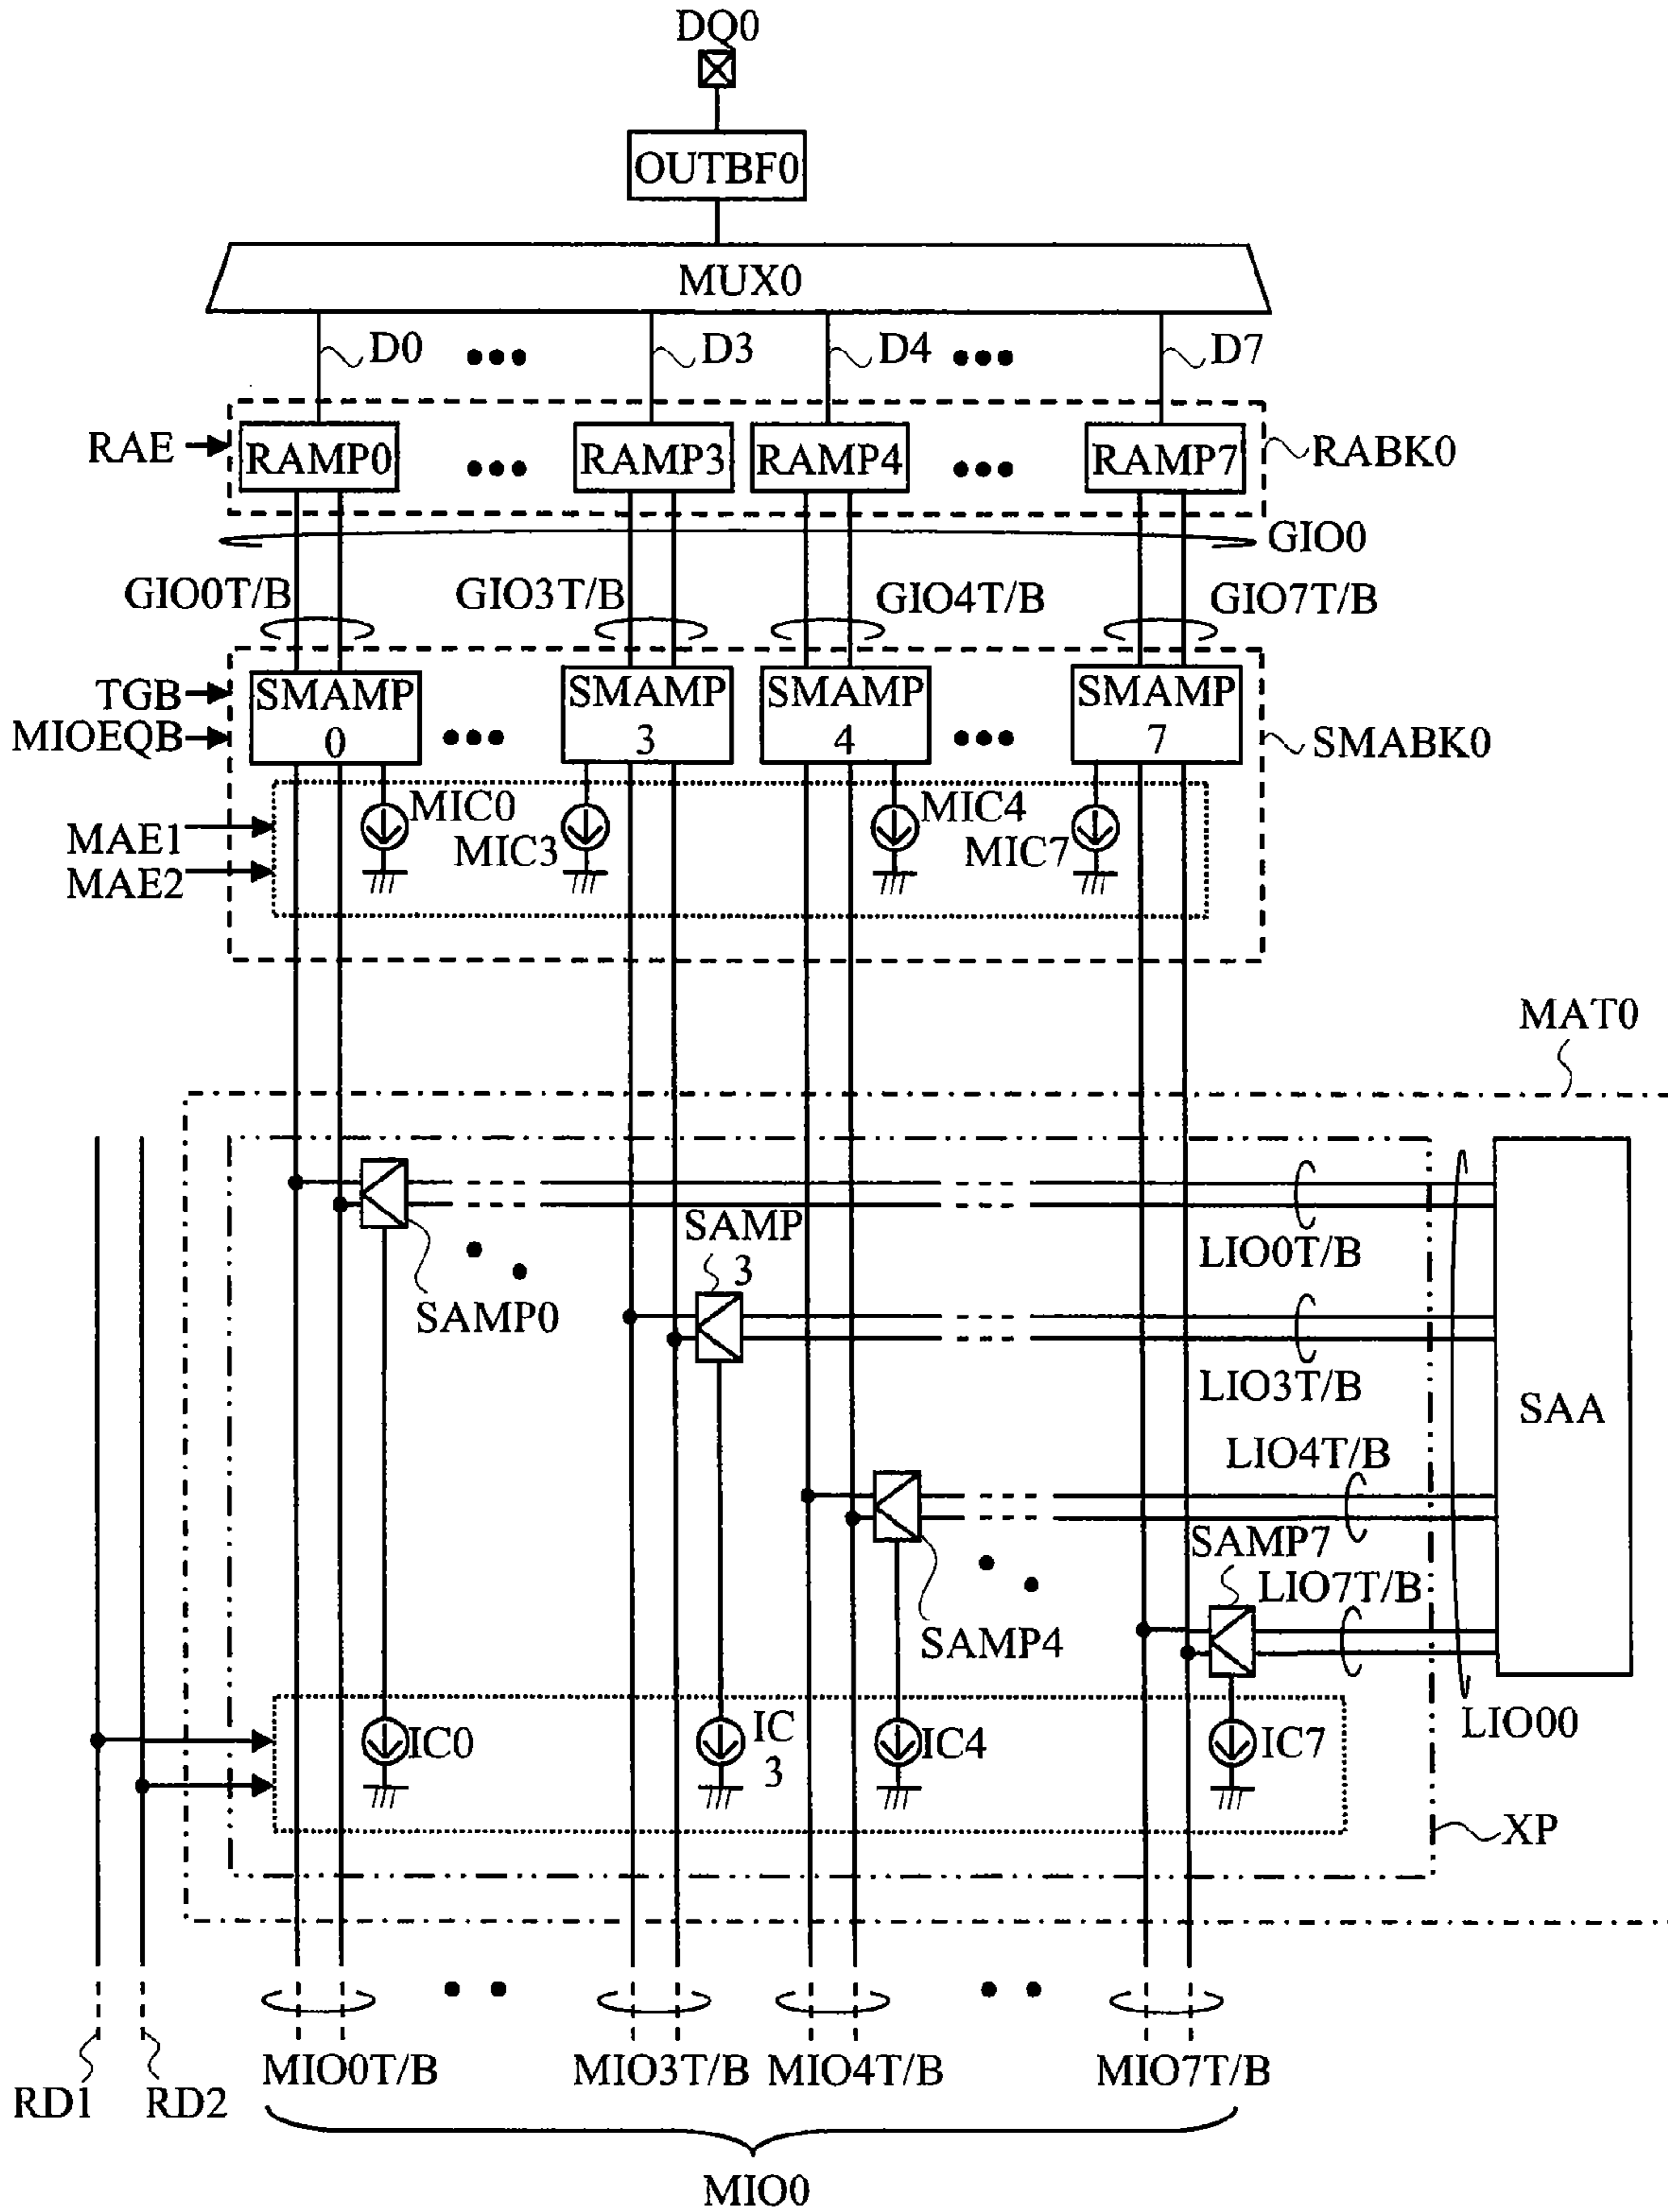 DQ0
OUTBF0
MUX0
D0 ••• D3 D4 ••• D7
RAE RAMP0 ••• RAMP3 RAMP4 ••• RAMP7 RABK0
GIO0
GIO0T/B GIO3T/B GIO4T/B GIO7T/B
TGB SMAMP SMAMP SMAMP SMAMP
MIOEQB 0 ••• 3 4 ••• 7 SMABK0
MIC0 MIC4
MAE1 MIC3 MIC7
MAE2
MAT0
SAMP
3
LIO0T/B
SAMP0
LIO3T/B
SAA
LIO4T/B
SAMP7
LIO7T/B
SAMP4
LIO00
IC0 IC IC4 IC7
3
XP
MIO0T/B MIO3T/B MIO4T/B MIO7T/B
RD1 RD2
MIO0